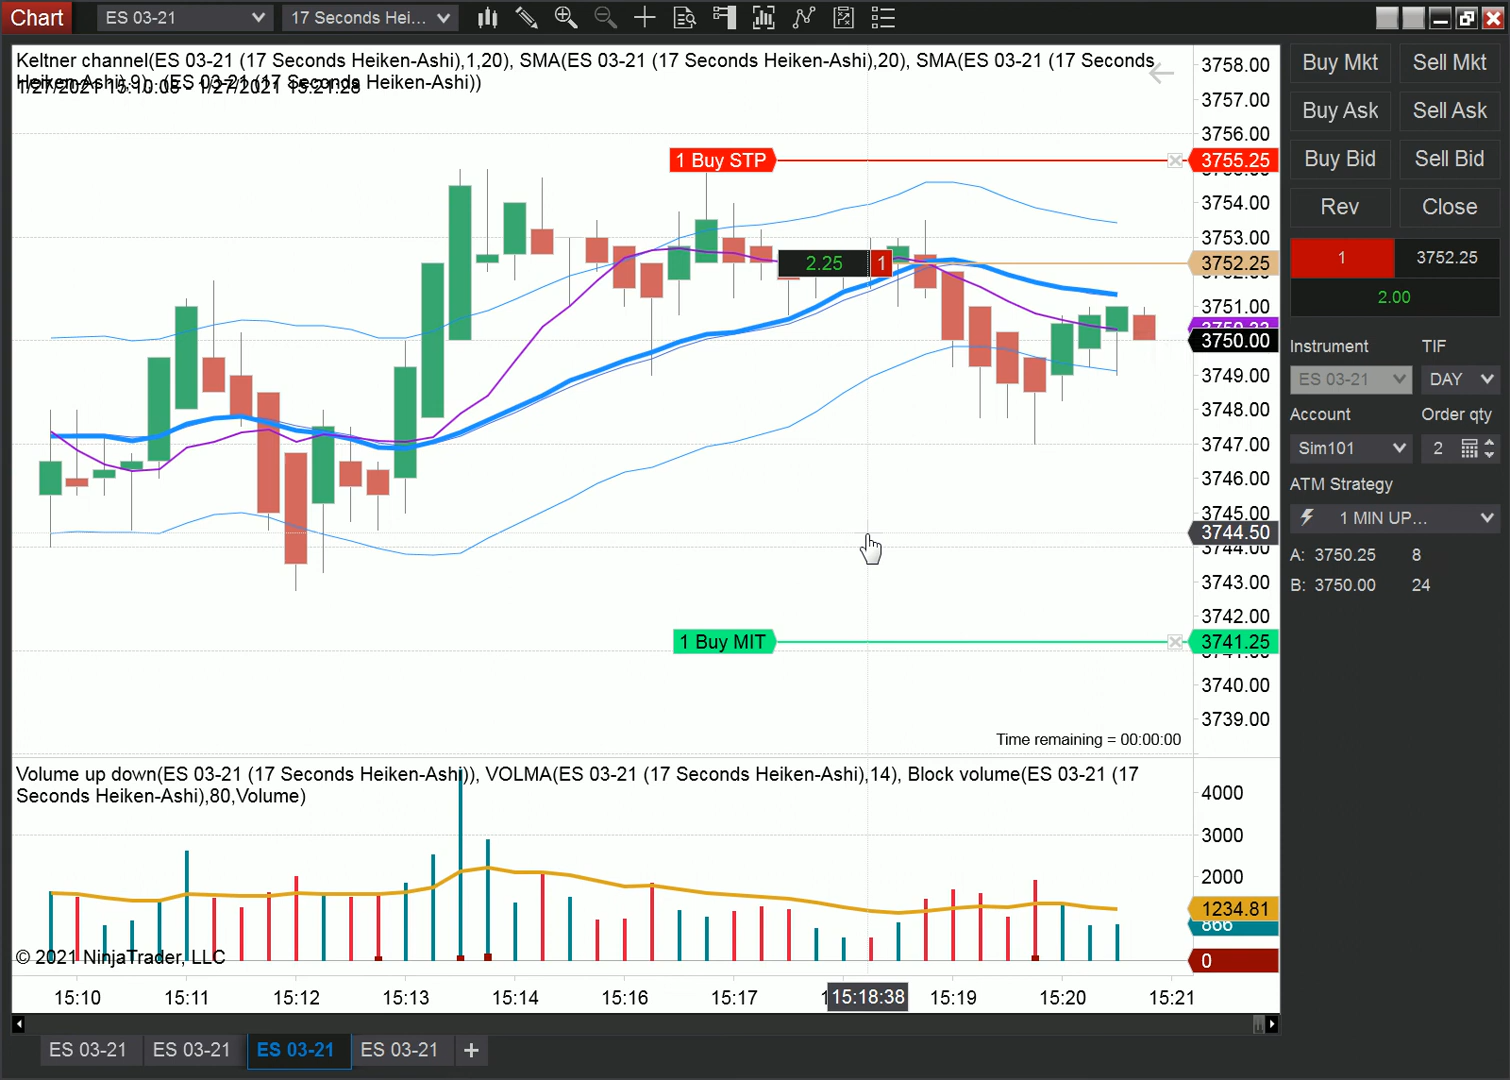 Chart
ES 03-21
17 Seconds Hei...
Keltner channel(ES 03-21 (17 Seconds Heiken-Ashi),1,20), SMA(ES 03-21 (17 Seconds Heiken-Ashi),20), SMA(ES 03-21 (17 Seconds
Heiken-Ashi),9), (ES 03-21 (17 Seconds Heiken-Ashi))
1/27/2021 15:10:08 - 1/27/2021 15:21:28
1 Buy STP
2.25
1
1 Buy MIT
Time remaining = 00:00:00
3758.00
3757.00
3756.00
3755.25
3754.00
3753.00
3752.25
3751.00
3750.00
3749.00
3748.00
3747.00
3746.00
3745.00
3744.50
3744.00
3743.00
3742.00
3741.25
3740.00
3739.00
Volume up down(ES 03-21 (17 Seconds Heiken-Ashi)), VOLMA(ES 03-21 (17 Seconds Heiken-Ashi),14), Block volume(ES 03-21 (17
Seconds Heiken-Ashi),80,Volume)
4000
3000
2000
1234.81
866
0
© 2021 NinjaTrader, LLC
15:10
15:11
15:12
15:13
15:14
15:16
15:17
15:18:38
15:19
15:20
15:21
ES 03-21
ES 03-21
ES 03-21
ES 03-21
+
Buy Mkt
Sell Mkt
Buy Ask
Sell Ask
Buy Bid
Sell Bid
Rev
Close
1
3752.25
2.00
Instrument
TIF
ES 03-21
DAY
Account
Order qty
Sim101
2
ATM Strategy
1 MIN UP...
A: 3750.25 8
B: 3750.00 24